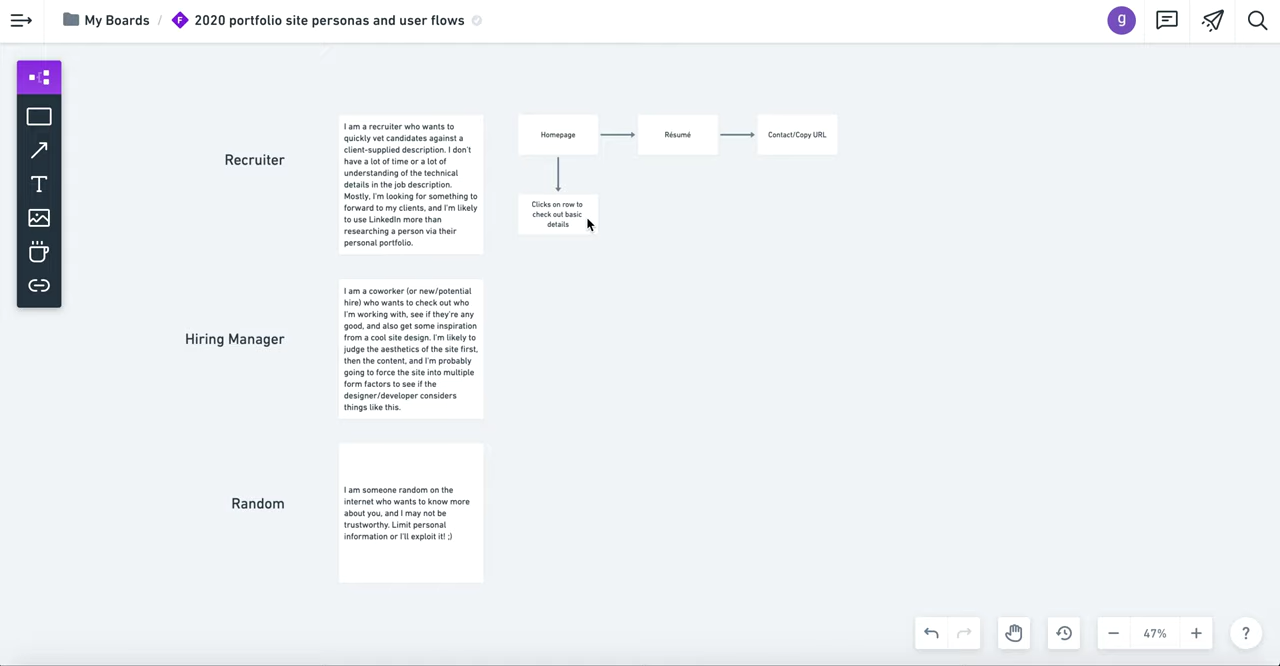 My Boards / 2020 portfolio site personas and user flows
g
Recruiter
I am a recruiter who wants to
quickly vet candidates against a
client-supplied description. I don't
have a lot of time or a lot of
understanding of the technical
details in the job description.
Mostly, I'm looking for something to
forward to my clients, and I'm likely
to use LinkedIn more than
researching a person via their
personal portfolio.
Homepage
Résumé
Contact/Copy URL
Clicks on row to
check out basic
details
Hiring Manager
I am a coworker (or new/potential
hire) who wants to check out who
I'm working with, see if they're any
good, and also get some inspiration
from a cool site design. I'm likely to
judge the aesthetics of the site first,
then the content, and I'm probably
going to force the site into multiple
form factors to see if the
designer/developer considers
things like this.
Random
I am someone random on the
internet who wants to know more
about you, and I may not be
trustworthy. Limit personal
information or I'll exploit it! ;)
47%
?